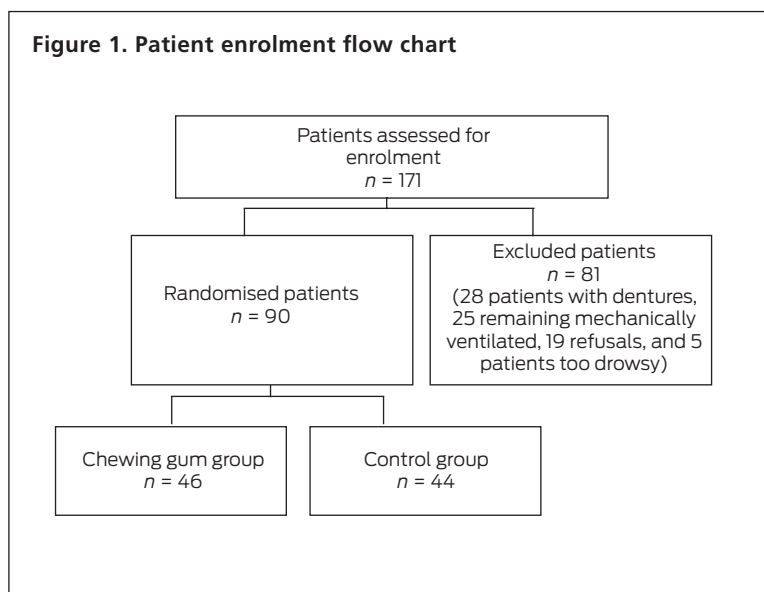 Figure 1. Patient enrolment flow chart
Patients assessed for
enrolment
n = 171
Randomised patients
n = 90
Excluded patients
n = 81
(28 patients with dentures,
25 remaining mechanically
ventilated, 19 refusals, and 5
patients too drowsy)
Chewing gum group
n = 46
Control group
n = 44